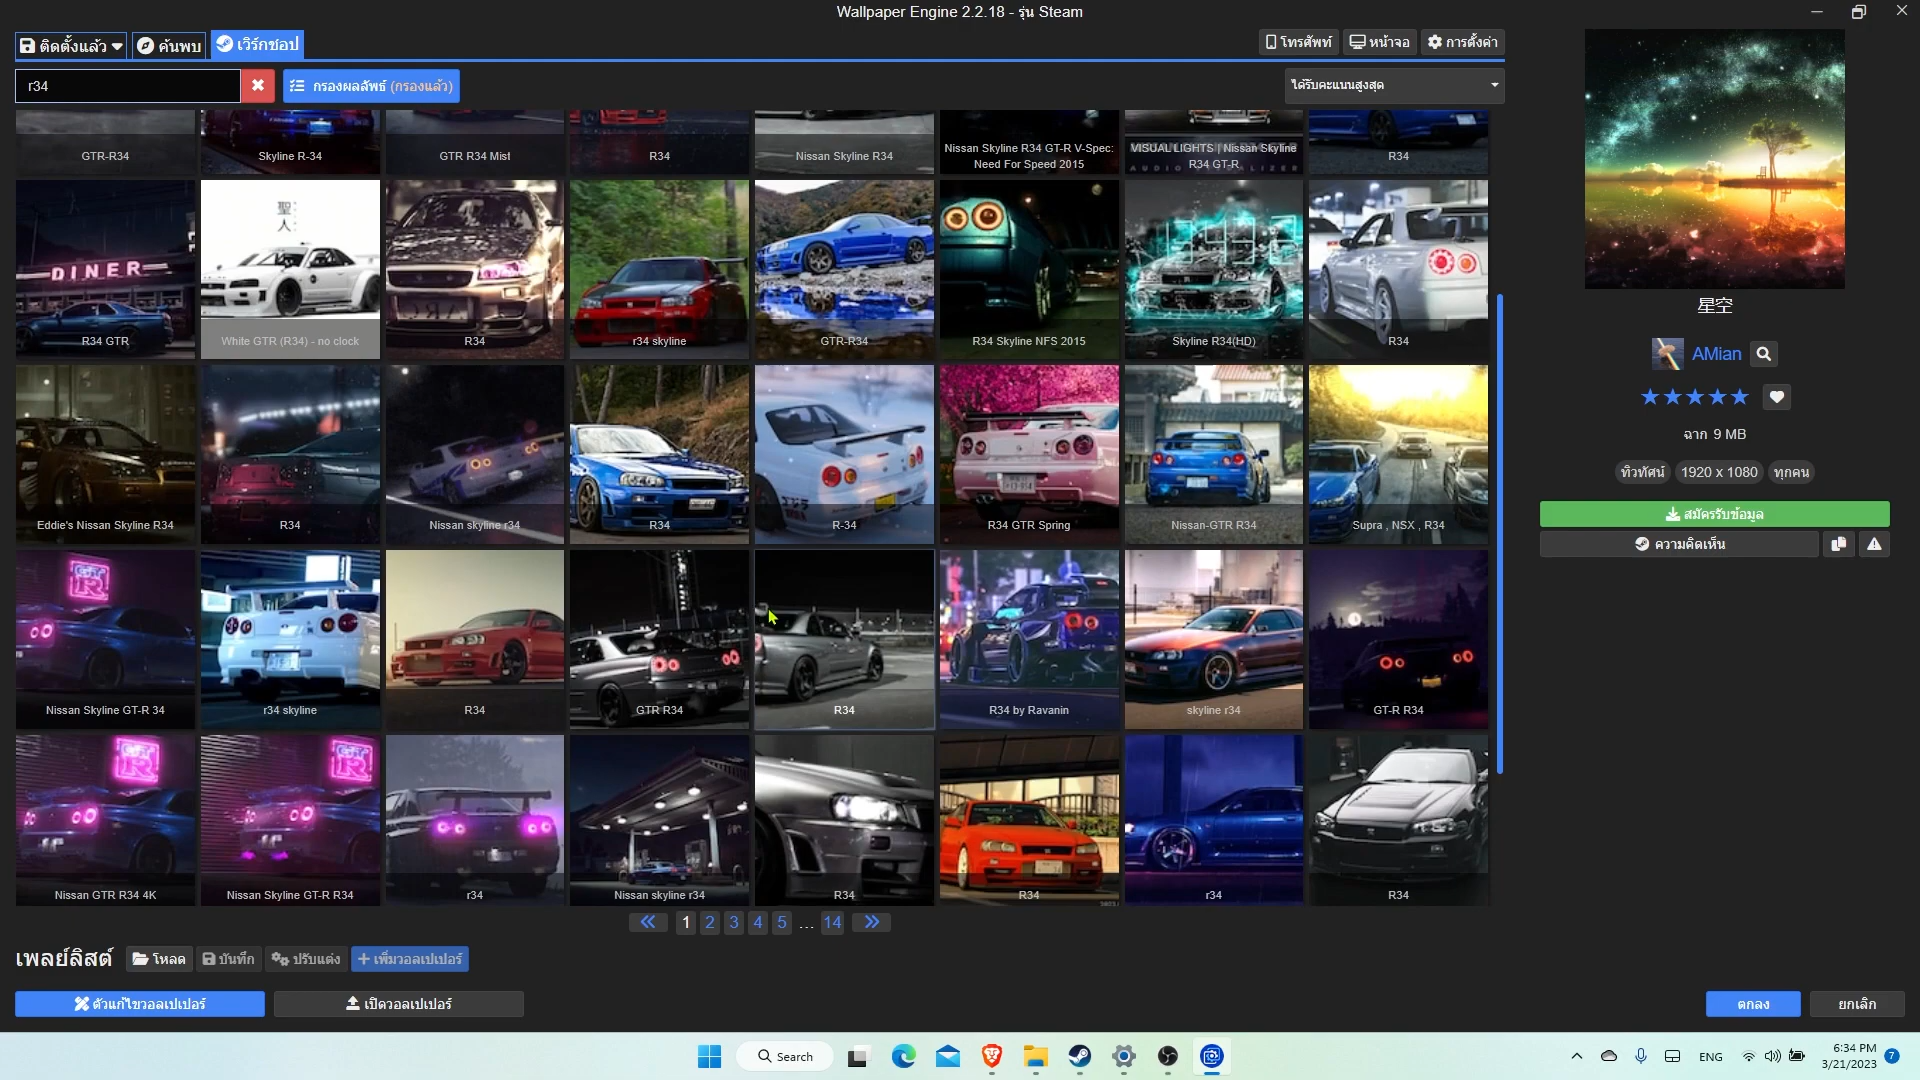 Wallpaper Engine 2.2.18 - รุ่น Steam
ติดตั้งแล้ว
ค้นพบ
เวิร์กชอป
โทรศัพท์
หน้าจอ
การตั้งค่า
r34
กรองผลลัพธ์ (กรองแล้ว)
ได้รับคะแนนสูงสุด
GTR-R34
Skyline R-34
GTR R34 Mist
R34
Nissan Skyline R34
Nissan Skyline R34 GT-R V-Spec:
Need For Speed 2015
VISUAL LIGHTS | Nissan Skyline
R34 GT-R
R34
DINER
聖
人
R34 GTR
White GTR (R34) - no clock
R34
r34 skyline
GTR-R34
R34 Skyline NFS 2015
Skyline R34(HD)
R34
Eddie's Nissan Skyline R34
R34
Nissan skyline r34
R34
R-34
R34 GTR Spring
Nissan-GTR R34
Supra , NSX , R34
Nissan Skyline GT-R 34
r34 skyline
R34
GTR R34
R34
R34 by Ravanin
skyline r34
GT-R R34
Nissan GTR R34 4K
Nissan Skyline GT-R R34
r34
Nissan skyline r34
R34
R34
r34
R34
1 2 3 4 5 ... 14
เพลย์ลิสต์
โหลด
บันทึก
ปรับแต่ง
เพิ่มวอลเปเปอร์
ตัวแก้ไขวอลเปเปอร์
เปิดวอลเปเปอร์
星空
AMian
ฉาก 9 MB
ทิวทัศน์
1920 x 1080
ทุกคน
สมัครรับข้อมูล
ความคิดเห็น
ตกลง
ยกเลิก
Search
ENG
6:34 PM
3/21/2023
7